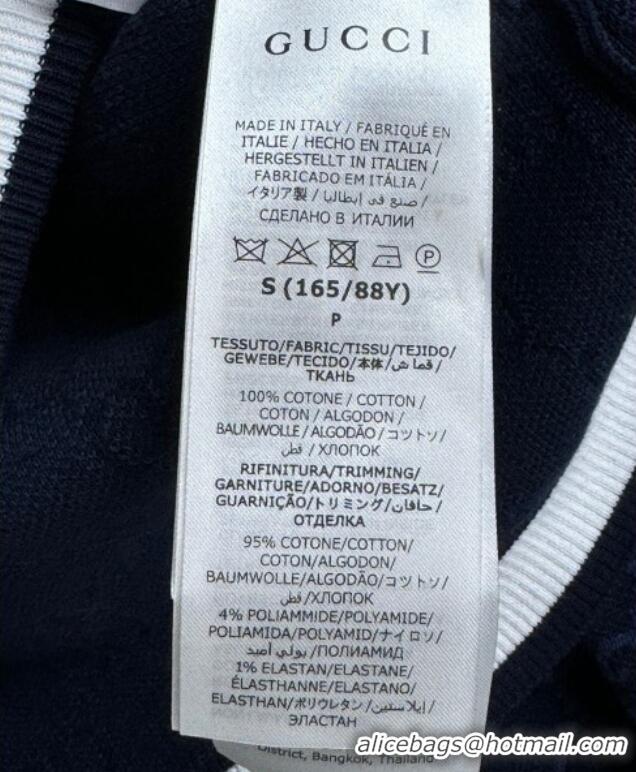 GUCCI
MADE IN ITALY / FABRIQUÉ EN
ITALIE / HECHO EN ITALIA /
HERGESTELLT IN ITALIEN /
FABRICADO EM ITÁLIA /
イタリア製 / صنع في إيطاليا /
СДЕЛАНО В ИТАЛИИ
P
S (165/88Y)
P
TESSUTO/FABRIC/TISSU/TEJIDO/
GEWEBE/TECIDO/本体/قماش/
ТКАНЬ
100% COTONE / COTTON /
COTON / ALGODON /
BAUMWOLLE / ALGODÃO / コットン /
قطن / ХЛОПОК
RIFINITURA/TRIMMING/
GARNITURE/ADORNO/BESATZ/
GUARNIÇÃO/トリミング/حافات/
ОТДЕЛКА
95% COTONE/COTTON/
COTON/ALGODON/
BAUMWOLLE/ALGODÃO/コットン/
قطن/ХЛОПОК
4% POLIAMMIDE/POLYAMIDE/
POLIAMIDA/POLYAMID/ナイロン/
بولي أميد/ПОЛИАМИД
1% ELASTAN/ELASTANE/
ÉLASTHANNE/ELASTANO/
ELASTHAN/ポリウレタン/إيلاستين/
ЭЛАСТАН
District, Bangkok, Thailand
alicebags@hotmail.com